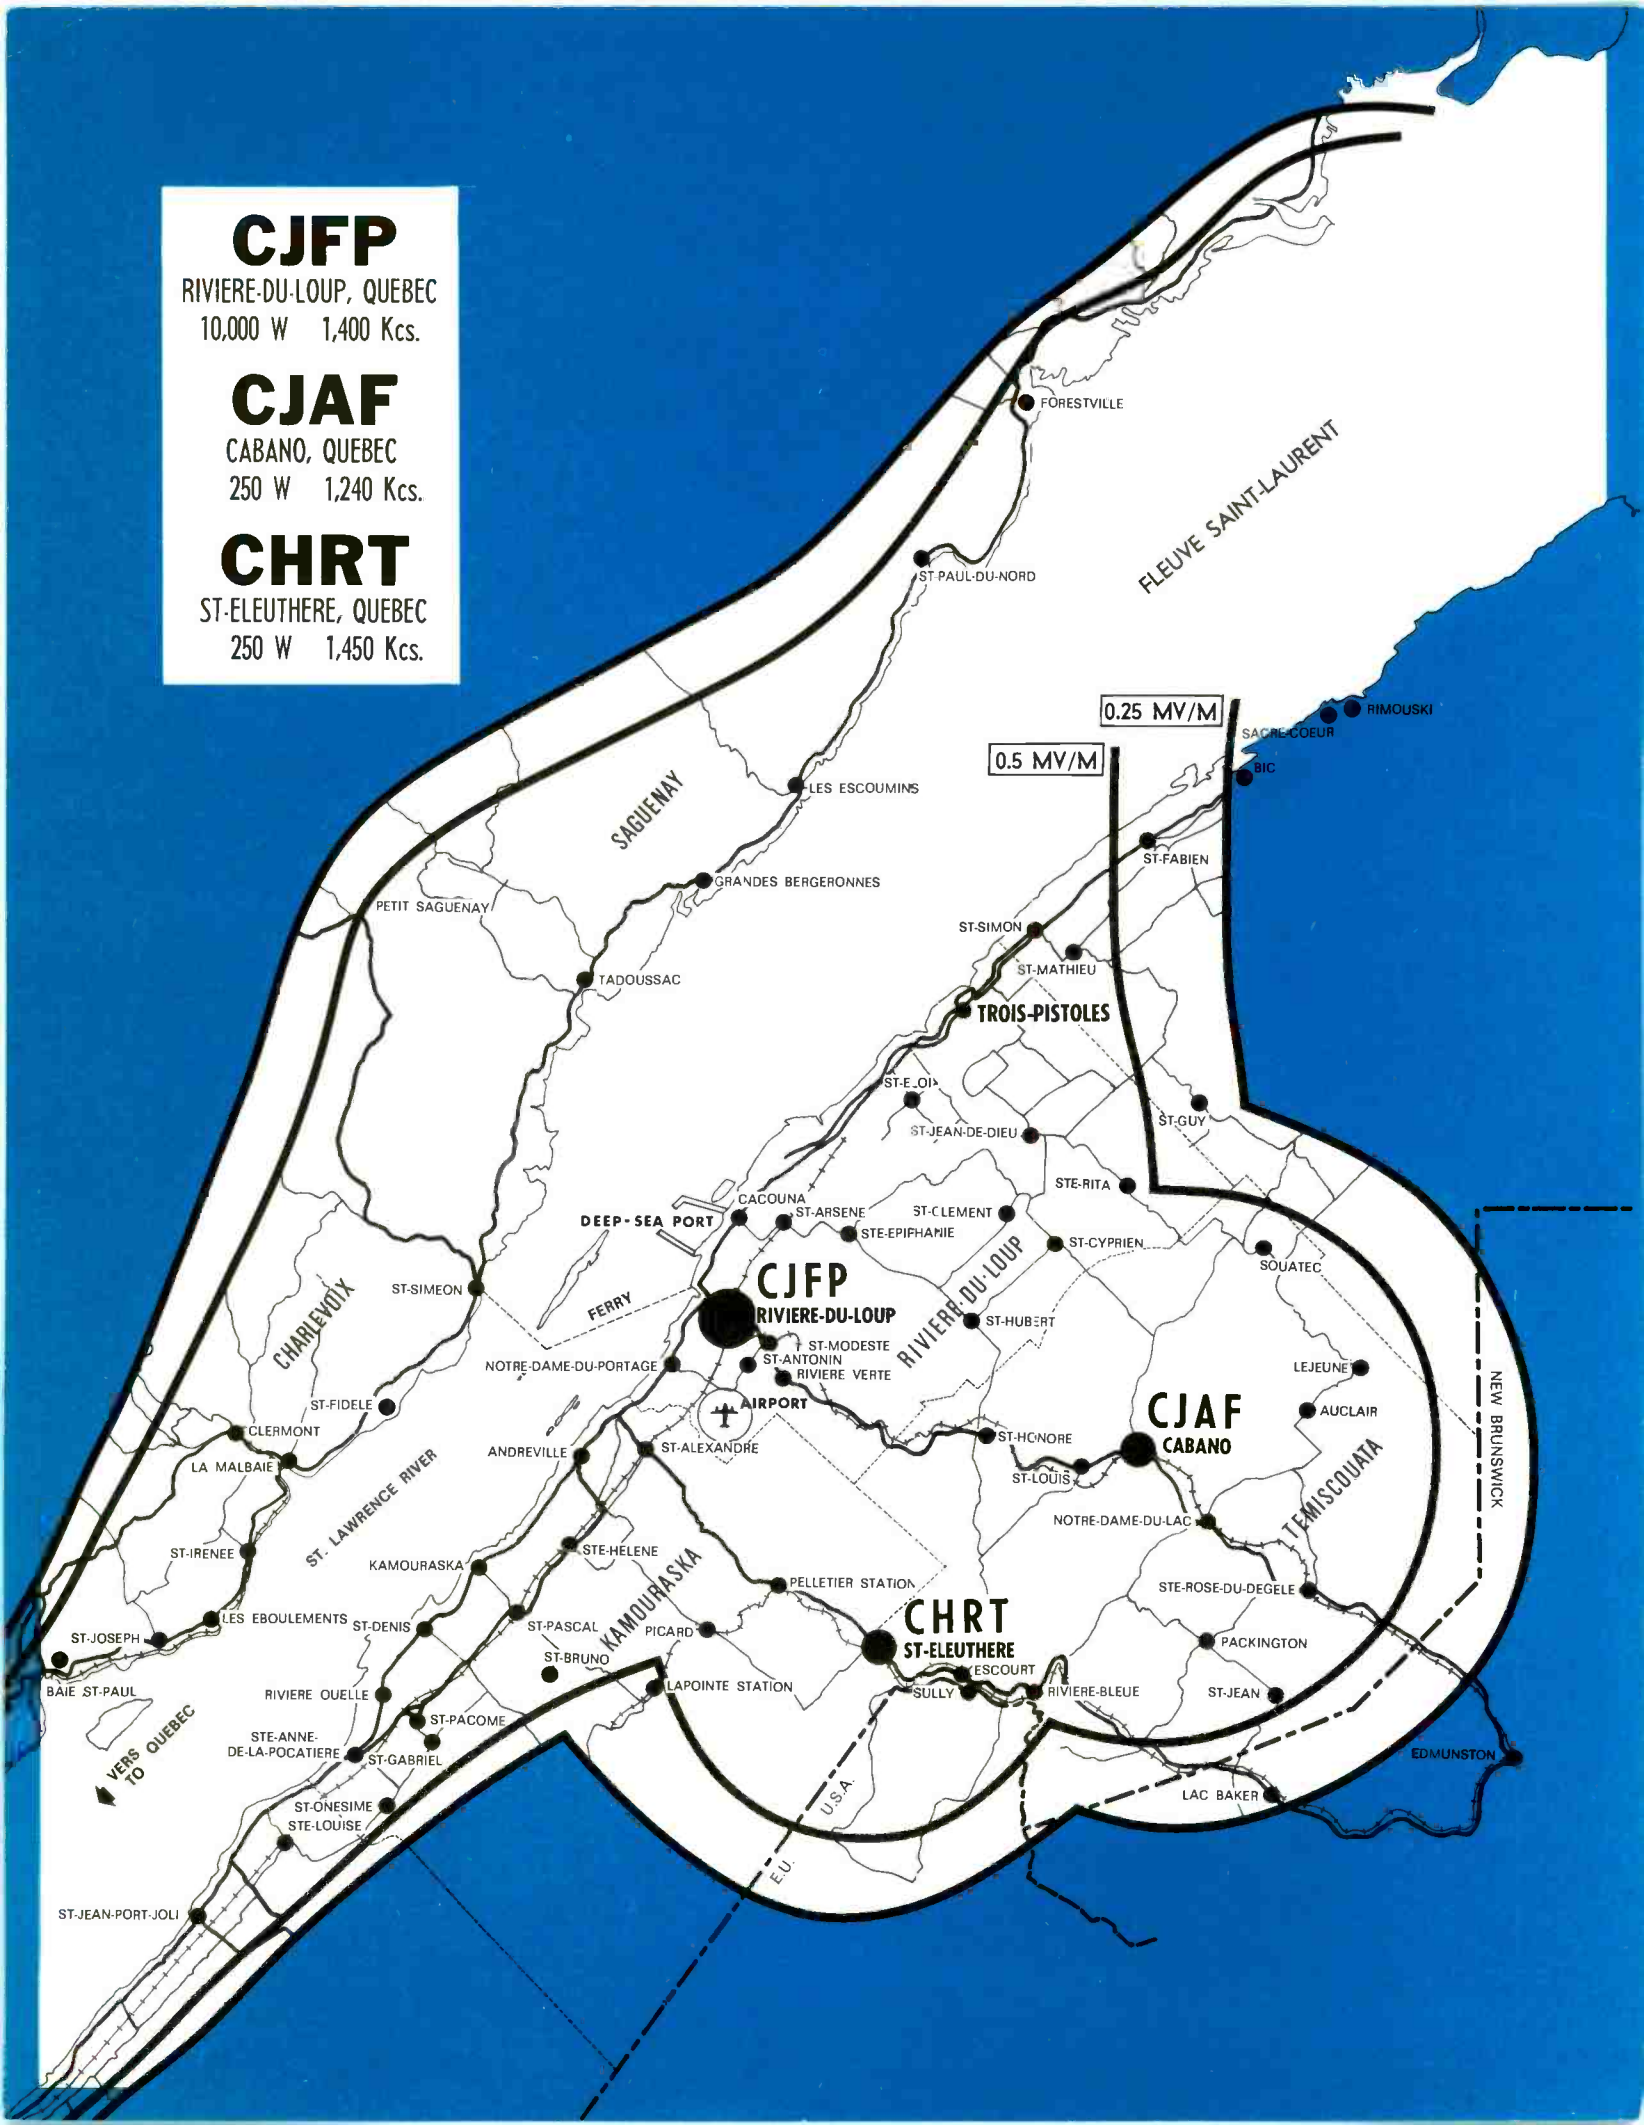 CJFP
RIVIERE-DU-LOUP, QUEBEC
10,000 W 1,400 Kcs.
CJAF
CABANO, QUEBEC
250 W 1,240 Kcs.
CHRT
ST-ELEUTHERE, QUEBEC
250 W 1,450 Kcs.
FORESTVILLE
FLEUVE SAINT-LAURENT
ST-PAUL-DU-NORD
0.25 MV/M
RIMOUSKI
SACRE-COEUR
0.5 MV/M
BIC
LES ESCOUMINS
SAGUENAY
ST-FABIEN
GRANDES BERGERONNES
PETIT SAGUENAY
ST-SIMON
ST-MATHIEU
TADOUSSAC
TROIS-PISTOLES
ST-ELOI
ST-GUY
ST-JEAN-DE-DIEU
STE-RITA
CACOUNA
ST-ARSENE
ST-CLEMENT
DEEP-SEA PORT
STE-EPIPHANIE
ST-CYPRIEN
SOUATEC
RIVIERE-DU-LOUP
CJFP
RIVIERE-DU-LOUP
ST-SIMEON
FERRY
CHARLEVOIX
ST-HUBERT
ST-MODESTE
ST-ANTONIN
NOTRE-DAME-DU-PORTAGE
RIVIERE VERTE
LEJEUNE
AIRPORT
ST-FIDELE
CJAF
CABANO
AUCLAIR
NEW BRUNSWICK
CLERMONT
ST-HONORE
ANDREVILLE
ST-ALEXANDRE
LA MALBAIE
ST-LOUIS
TEMISCOUATA
ST. LAWRENCE RIVER
NOTRE-DAME-DU-LAC
ST-IRENEE
STE-HELENE
KAMOURASKA
KAMOURASKA
PELLETIER STATION
STE-ROSE-DU-DEGELE
LES EBOULEMENTS
ST-DENIS
ST-PASCAL
PICARD
CHRT
ST-ELEUTHERE
ST-JOSEPH
PACKINGTON
ST-BRUNO
ESCOURT
BAIE ST-PAUL
RIVIERE OUELLE
LAPOINTE STATION
SULLY
RIVIERE-BLEUE
ST-JEAN
ST-PACOME
VERS QUEBEC
TO
STE-ANNE-
DE-LA-POCATIERE
ST-GABRIEL
EDMUNSTON
U.S.A.
LAC BAKER
ST-ONESIME
STE-LOUISE
E.U.
ST-JEAN-PORT-JOLI